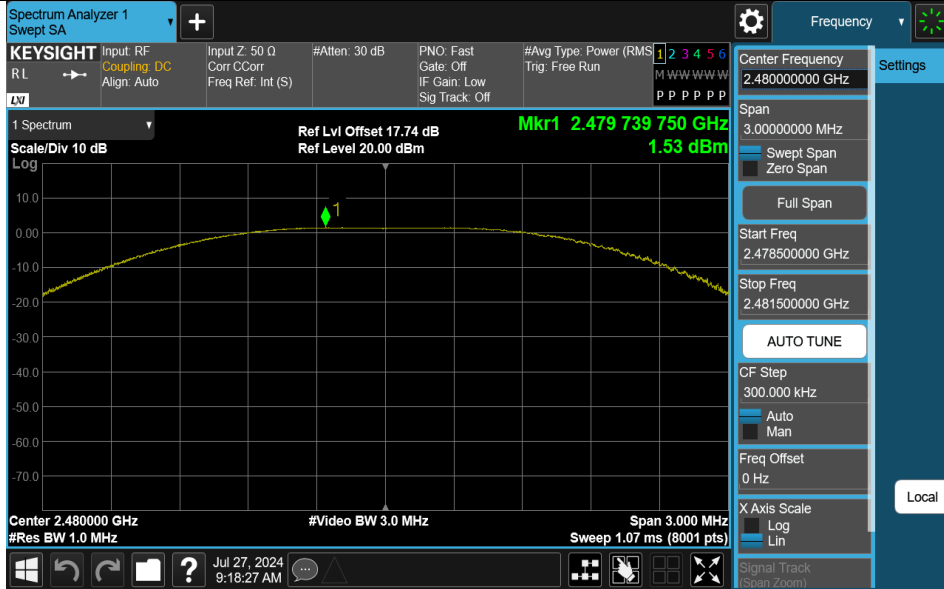 Spectrum Analyzer 1
Swept SA
Frequency
KEYSIGHT
R L
LXI
Input: RF
Coupling: DC
Align: Auto
Input Z: 50 Ω
Corr CCorr
Freq Ref: Int (S)
#Atten: 30 dB
PNO: Fast
Gate: Off
IF Gain: Low
Sig Track: Off
#Avg Type: Power (RMS
Trig: Free Run
1 2 3 4 5 6
M W W W W W
P P P P P P
1 Spectrum
Scale/Div 10 dB
Log
Ref Lvl Offset 17.74 dB
Ref Level 20.00 dBm
Mkr1 2.479 739 750 GHz
1.53 dBm
1
10.0
0.00
-10.0
-20.0
-30.0
-40.0
-50.0
-60.0
-70.0
Center 2.480000 GHz
#Res BW 1.0 MHz
#Video BW 3.0 MHz
Span 3.000 MHz
Sweep 1.07 ms (8001 pts)
Jul 27, 2024
9:18:27 AM
Center Frequency
2.480000000 GHz
Span
3.00000000 MHz
Swept Span
Zero Span
Full Span
Start Freq
2.478500000 GHz
Stop Freq
2.481500000 GHz
AUTO TUNE
CF Step
300.000 kHz
Auto
Man
Freq Offset
0 Hz
X Axis Scale
Log
Lin
Signal Track
(Span Zoom)
Settings
Local